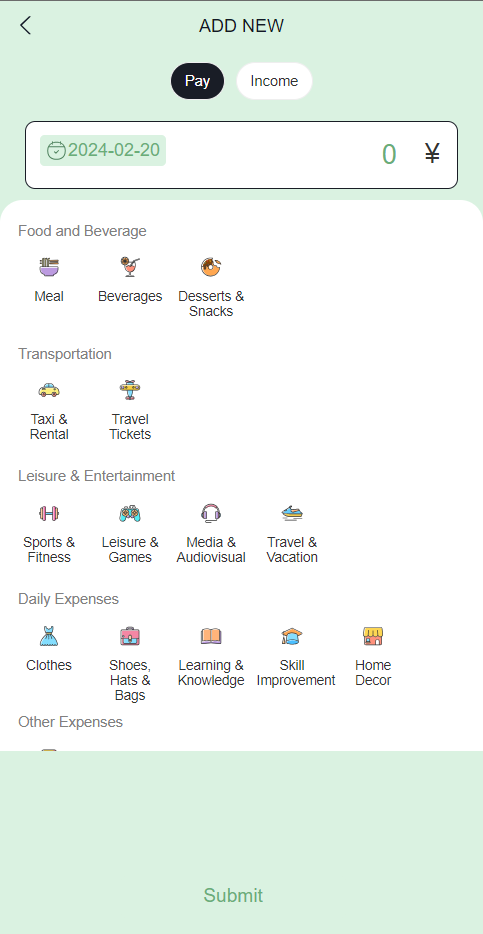 ADD NEW
Pay
Income
2024-02-20
0 ¥
Food and Beverage
Meal
Beverages
Desserts &
Snacks
Transportation
Taxi &
Rental
Travel
Tickets
Leisure & Entertainment
Sports &
Fitness
Leisure &
Games
Media &
Audiovisual
Travel &
Vacation
Daily Expenses
Clothes
Shoes,
Hats &
Bags
Learning &
Knowledge
Skill
Improvement
Home
Decor
Other Expenses
Submit